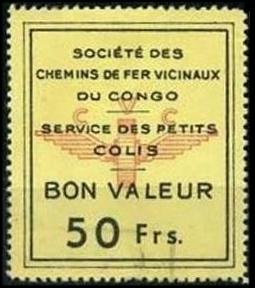 SOCIÉTÉ DES
CHEMINS DE FER VICINAUX
DU CONGO
SERVICE DES PETITS
COLIS
BON VALEUR
50 Frs.
V
C C